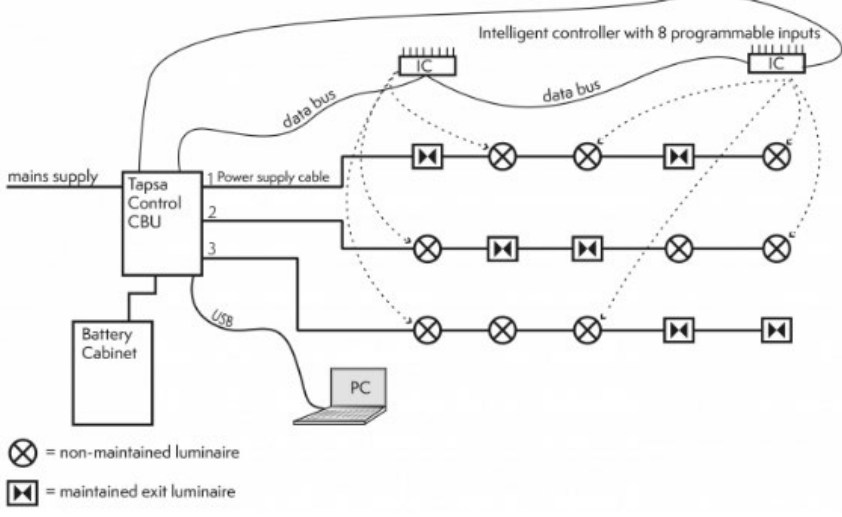 Intelligent controller with 8 programmable inputs
IC
IC
data bus
data bus
mains supply
Tapsa
Control
CBU
1 Power supply cable
2
3
USB
Battery
Cabinet
PC
= non-maintained luminaire
= maintained exit luminaire